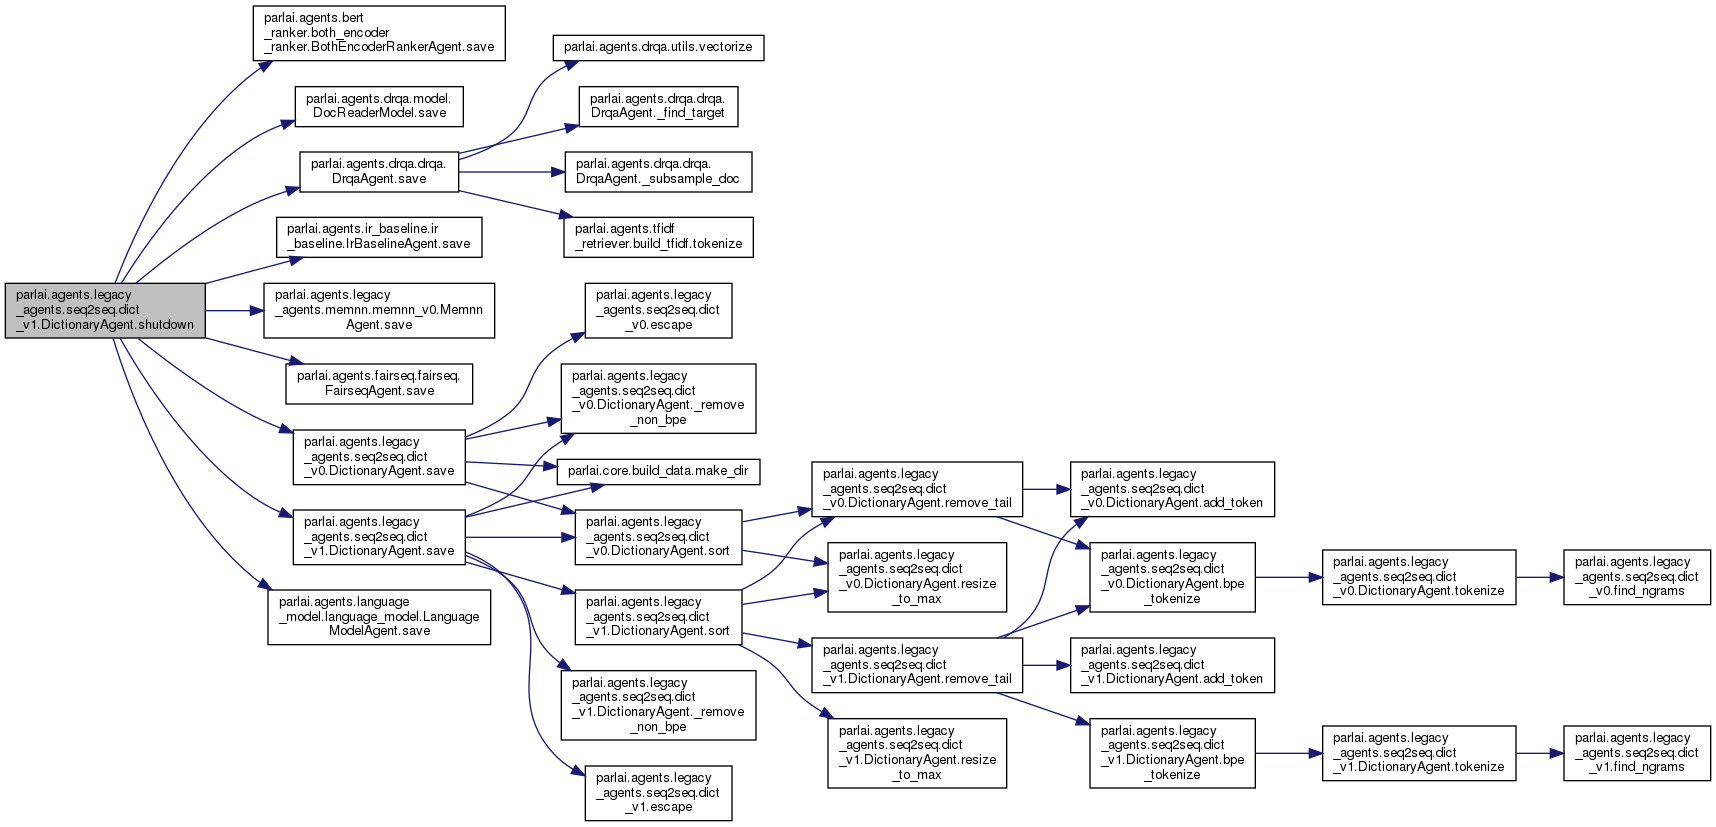 parlai.agents.legacy
_agents.seq2seq.dict
_v1.DictionaryAgent.shutdown
parlai.agents.bert
_ranker.both_encoder
_ranker.BothEncoderRankerAgent.save
parlai.agents.drqa.model.
DocReaderModel.save
parlai.agents.drqa.drqa.
DrqaAgent.save
parlai.agents.ir_baseline.ir
_baseline.IrBaselineAgent.save
parlai.agents.legacy
_agents.memnn.memnn_v0.Memnn
Agent.save
parlai.agents.fairseq.fairseq.
FairseqAgent.save
parlai.agents.legacy
_agents.seq2seq.dict
_v0.DictionaryAgent.save
parlai.agents.legacy
_agents.seq2seq.dict
_v1.DictionaryAgent.save
parlai.agents.language
_model.language_model.Language
ModelAgent.save
parlai.agents.drqa.utils.vectorize
parlai.agents.drqa.drqa.
DrqaAgent._find_target
parlai.agents.drqa.drqa.
DrqaAgent._subsample_doc
parlai.agents.tfidf
_retriever.build_tfidf.tokenize
parlai.agents.legacy
_agents.seq2seq.dict
_v0.escape
parlai.agents.legacy
_agents.seq2seq.dict
_v0.DictionaryAgent._remove
_non_bpe
parlai.core.build_data.make_dir
parlai.agents.legacy
_agents.seq2seq.dict
_v0.DictionaryAgent.sort
parlai.agents.legacy
_agents.seq2seq.dict
_v1.DictionaryAgent.sort
parlai.agents.legacy
_agents.seq2seq.dict
_v1.DictionaryAgent._remove
_non_bpe
parlai.agents.legacy
_agents.seq2seq.dict
_v1.escape
parlai.agents.legacy
_agents.seq2seq.dict
_v0.DictionaryAgent.remove_tail
parlai.agents.legacy
_agents.seq2seq.dict
_v0.DictionaryAgent.resize
_to_max
parlai.agents.legacy
_agents.seq2seq.dict
_v1.DictionaryAgent.remove_tail
parlai.agents.legacy
_agents.seq2seq.dict
_v1.DictionaryAgent.resize
_to_max
parlai.agents.legacy
_agents.seq2seq.dict
_v0.DictionaryAgent.add_token
parlai.agents.legacy
_agents.seq2seq.dict
_v0.DictionaryAgent.bpe
_tokenize
parlai.agents.legacy
_agents.seq2seq.dict
_v1.DictionaryAgent.add_token
parlai.agents.legacy
_agents.seq2seq.dict
_v1.DictionaryAgent.bpe
_tokenize
parlai.agents.legacy
_agents.seq2seq.dict
_v0.DictionaryAgent.tokenize
parlai.agents.legacy
_agents.seq2seq.dict
_v1.DictionaryAgent.tokenize
parlai.agents.legacy
_agents.seq2seq.dict
_v0.find_ngrams
parlai.agents.legacy
_agents.seq2seq.dict
_v1.find_ngrams